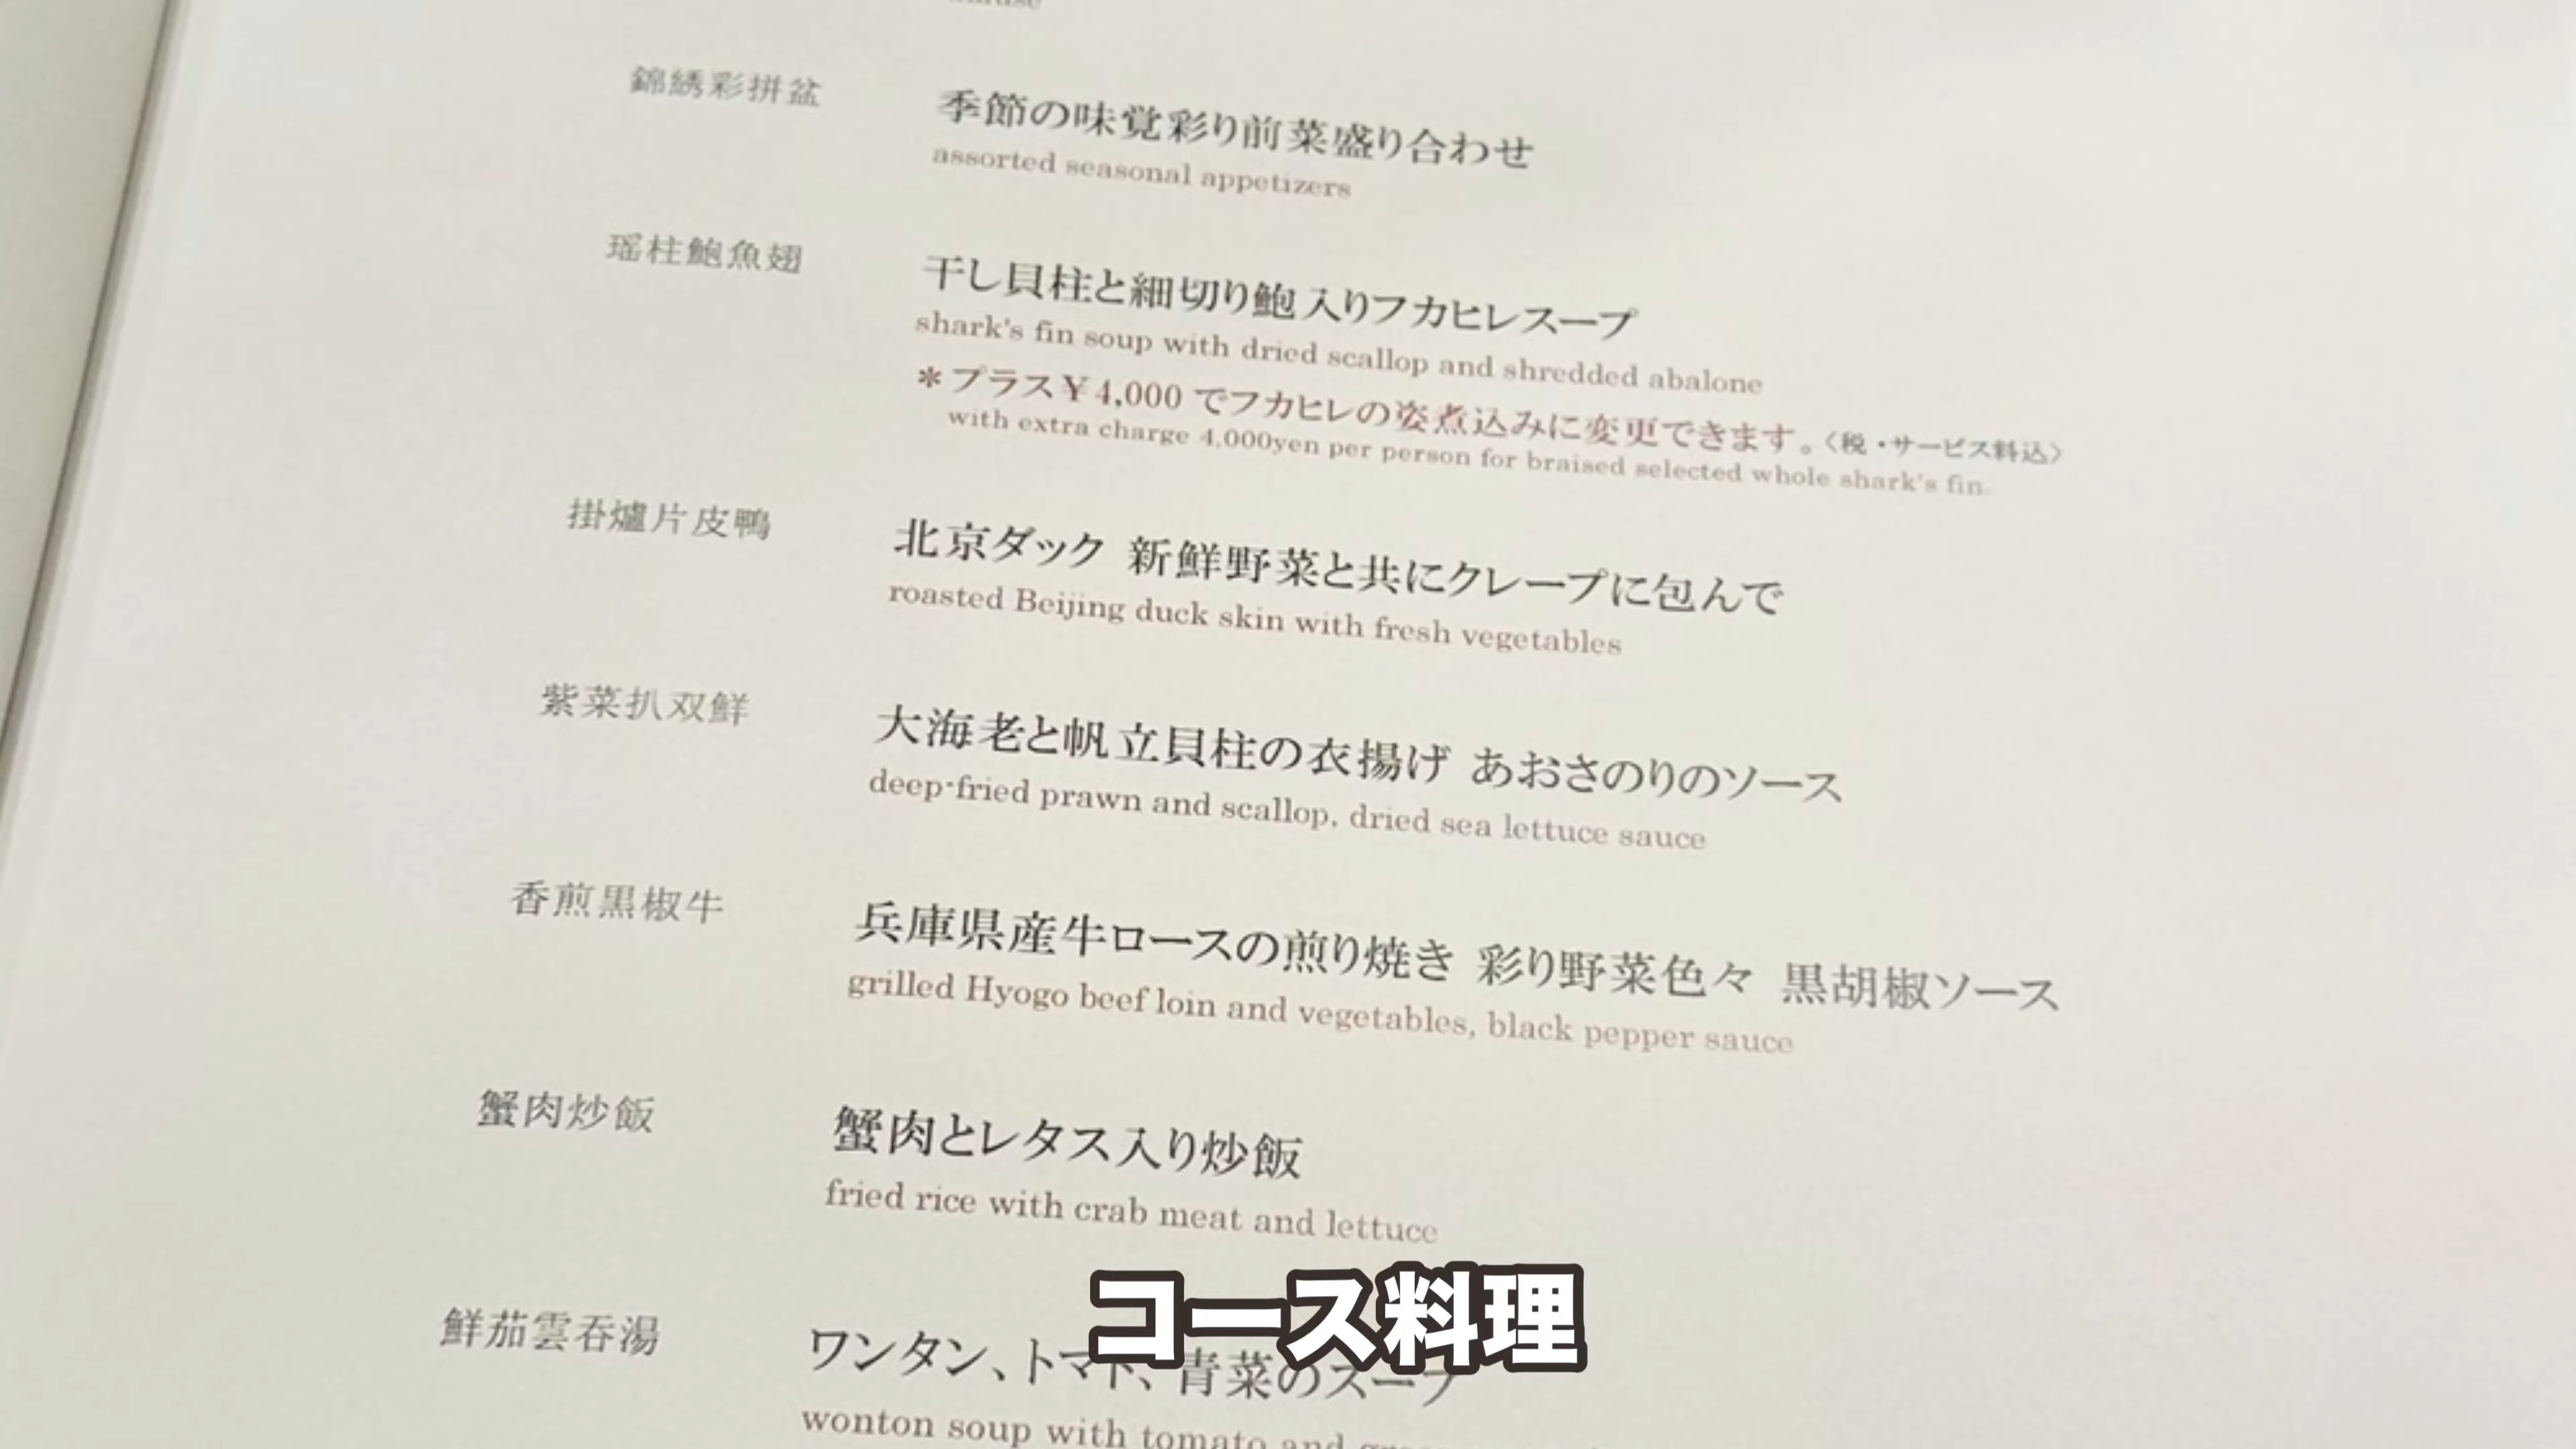 錦綉彩拼盆
季節の味覚彩り前菜盛り合わせ
assorted seasonal appetizers
瑶柱鮑魚翅
干し貝柱と細切り鮑入りフカヒレスープ
shark's fin soup with dried scallop and shredded abalone
＊プラス¥4,000 でフカヒレの姿煮込みに変更できます。〈税・サービス料込〉
with extra charge 4,000yen per person for braised selected whole shark's fin.
掛爐片皮鴨
北京ダック 新鮮野菜と共にクレープに包んで
roasted Beijing duck skin with fresh vegetables
紫菜扒双鮮
大海老と帆立貝柱の衣揚げ あおさのりのソース
deep-fried prawn and scallop, dried sea lettuce sauce
香煎黒椒牛
兵庫県産牛ロースの煎り焼き 彩り野菜色々 黒胡椒ソース
grilled Hyogo beef loin and vegetables, black pepper sauce
蟹肉炒飯
蟹肉とレタス入り炒飯
fried rice with crab meat and lettuce
鮮茄雲呑湯
ワンタン、トマト、青菜のスープ
wonton soup with tomato and
コース料理